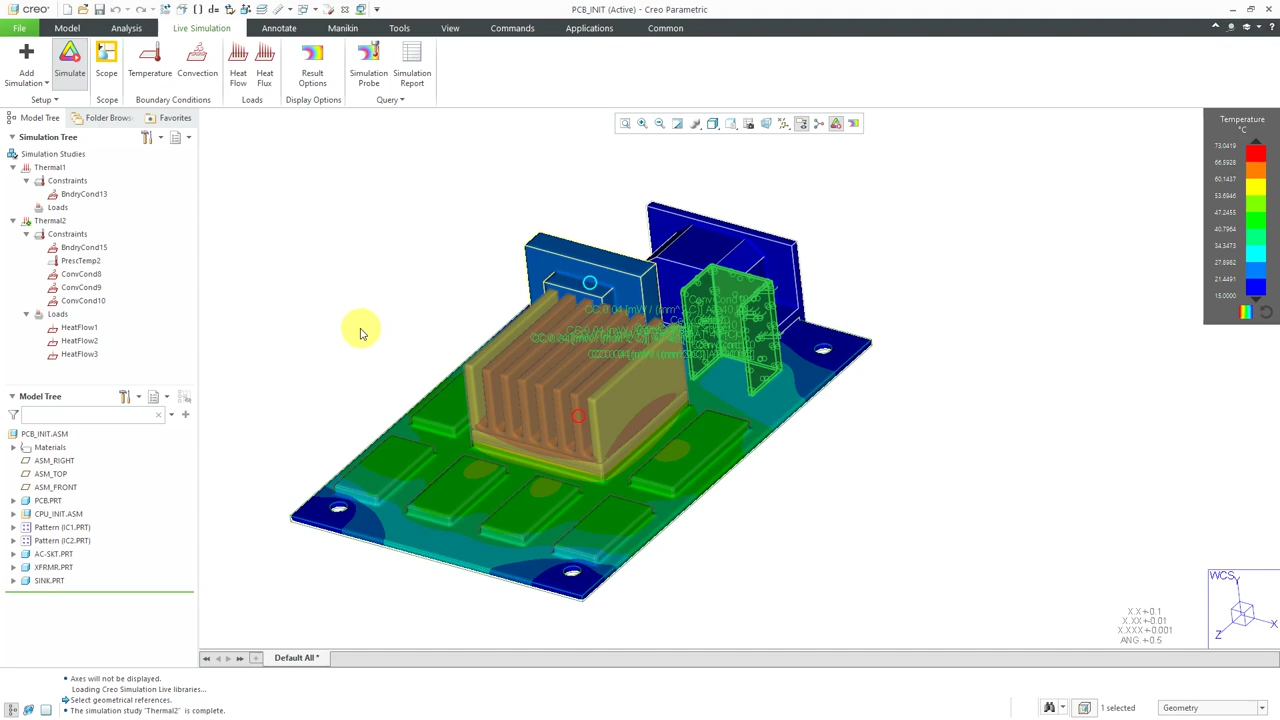 creo
PCB_INIT (Active) - Creo Parametric
File
Model
Analysis
Live Simulation
Annotate
Manikin
Tools
View
Commands
Applications
Common
Add Simulation
Simulate
Scope
Temperature
Convection
Heat Flow
Heat Flux
Result Options
Simulation Probe
Simulation Report
Setup
Scope
Boundary Conditions
Loads
Display Options
Query
Model Tree
Folder Brows
Favorites
Simulation Tree
Simulation Studies
Thermal1
Constraints
BndryCond13
Loads
Thermal2
Constraints
BndryCond15
PrescTemp2
ConvCond8
ConvCond9
ConvCond10
Loads
HeatFlow1
HeatFlow2
HeatFlow3
Model Tree
PCB_INIT.ASM
Materials
ASM_RIGHT
ASM_TOP
ASM_FRONT
PCB.PRT
CPU_INIT.ASM
Pattern (IC1.PRT)
Pattern (IC2.PRT)
AC-SKT.PRT
XFRMR.PRT
SINK.PRT
Temperature
°C
73.0419
66.5928
60.1437
53.6946
47.2455
40.7964
34.3473
27.8982
21.4491
15.0000
WCS
Y
Z
X
X.X+-0.1
X.XX+-0.01
X.XXX+-0.001
ANG.+-0.5
Default All *
Axes will not be displayed.
Loading Creo Simulation Live libraries...
Select geometrical references.
The simulation study 'Thermal2' is complete.
1 selected
Geometry